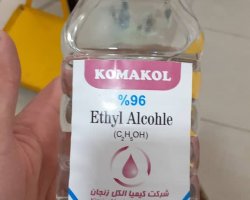 KOMAKOL
%96
Ethyl Alcohle
(C₂H₅OH)
شرکت کیمیا الکل زنجان